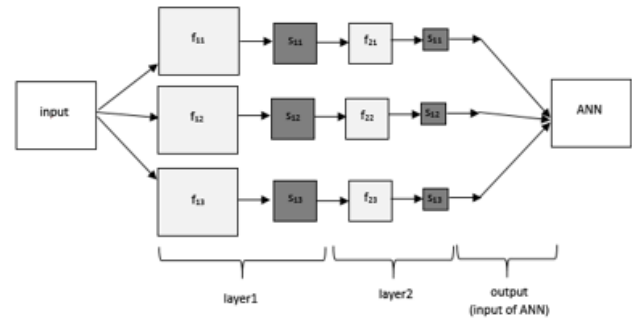 f₁₁ s₁₁ f₂₁ s₁₁
input f₁₂ s₁₂ f₂₂ s₁₂ ANN
f₁₃ s₁₃ f₂₃ s₁₃
layer1 layer2 output
(input of ANN)